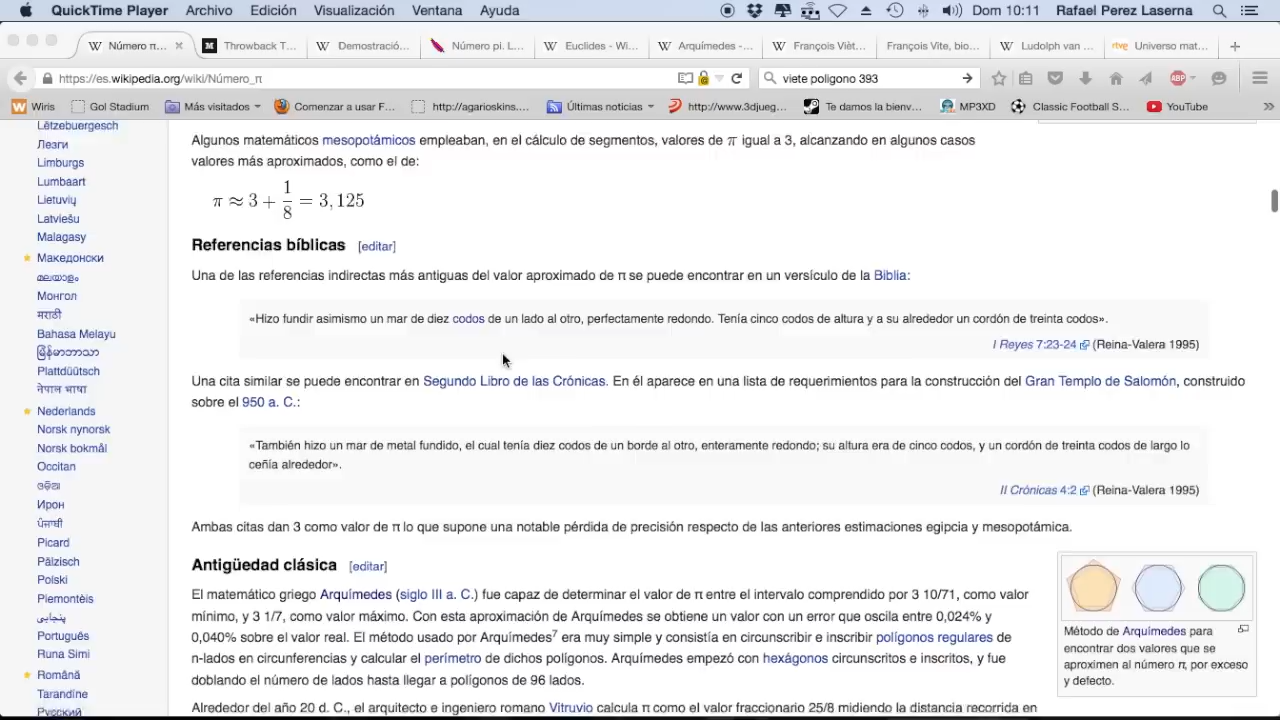 QuickTime Player Archivo Edición Visualización Ventana Ayuda Dom 10:11 Rafael Perez Laserna
Número π... Throwback T... Demostració... Número pi. L... Euclides - Wi... Arquímedes -... François Vièt... François Vite, bio... Ludolph van ... rtve Universo mat...
https://es.wikipedia.org/wiki/Número_π viete poligono 393 ABP
Wiris Gol Stadium Más visitados Comenzar a usar F... http://agarioskins.... Últimas noticias http://www.3djueg... Te damos la bienv... MP3XD Classic Football S... YouTube
Lëtzebuergesch
Лезги
Limburgs
Lumbaart
Lietuvių
Latviešu
Malagasy
Македонски
മലയാളം
Монгол
मराठी
Bahasa Melayu
မြန်မာဘာသာ
Plattdüütsch
नेपाल भाषा
Nederlands
Norsk nynorsk
Norsk bokmål
Occitan
ଓଡ଼ିଆ
Ирон
ਪੰਜਾਬੀ
Picard
Pälzisch
Polski
Piemontèis
پنجابی
Português
Runa Simi
Română
Tarandíne
Русский
Algunos matemáticos mesopotámicos empleaban, en el cálculo de segmentos, valores de π igual a 3, alcanzando en algunos casos
valores más aproximados, como el de:
π ≈ 3 + 1/8 = 3,125
Referencias bíblicas [editar]
Una de las referencias indirectas más antiguas del valor aproximado de π se puede encontrar en un versículo de la Biblia:
«Hizo fundir asimismo un mar de diez codos de un lado al otro, perfectamente redondo. Tenía cinco codos de altura y a su alrededor un cordón de treinta codos».
I Reyes 7:23-24 (Reina-Valera 1995)
Una cita similar se puede encontrar en Segundo Libro de las Crónicas. En él aparece en una lista de requerimientos para la construcción del Gran Templo de Salomón, construido
sobre el 950 a. C.:
«También hizo un mar de metal fundido, el cual tenía diez codos de un borde al otro, enteramente redondo; su altura era de cinco codos, y un cordón de treinta codos de largo lo
ceñía alrededor».
II Crónicas 4:2 (Reina-Valera 1995)
Ambas citas dan 3 como valor de π lo que supone una notable pérdida de precisión respecto de las anteriores estimaciones egipcia y mesopotámica.
Antigüedad clásica [editar]
El matemático griego Arquímedes (siglo III a. C.) fue capaz de determinar el valor de π entre el intervalo comprendido por 3 10/71, como valor
mínimo, y 3 1/7, como valor máximo. Con esta aproximación de Arquímedes se obtiene un valor con un error que oscila entre 0,024% y
0,040% sobre el valor real. El método usado por Arquímedes7 era muy simple y consistía en circunscribir e inscribir polígonos regulares de
n-lados en circunferencias y calcular el perímetro de dichos polígonos. Arquímedes empezó con hexágonos circunscritos e inscritos, y fue
doblando el número de lados hasta llegar a polígonos de 96 lados.
Alrededor del año 20 d. C., el arquitecto e ingeniero romano Vitruvio calcula π como el valor fraccionario 25/8 midiendo la distancia recorrida en
Método de Arquímedes para
encontrar dos valores que se
aproximen al número π, por exceso
y defecto.